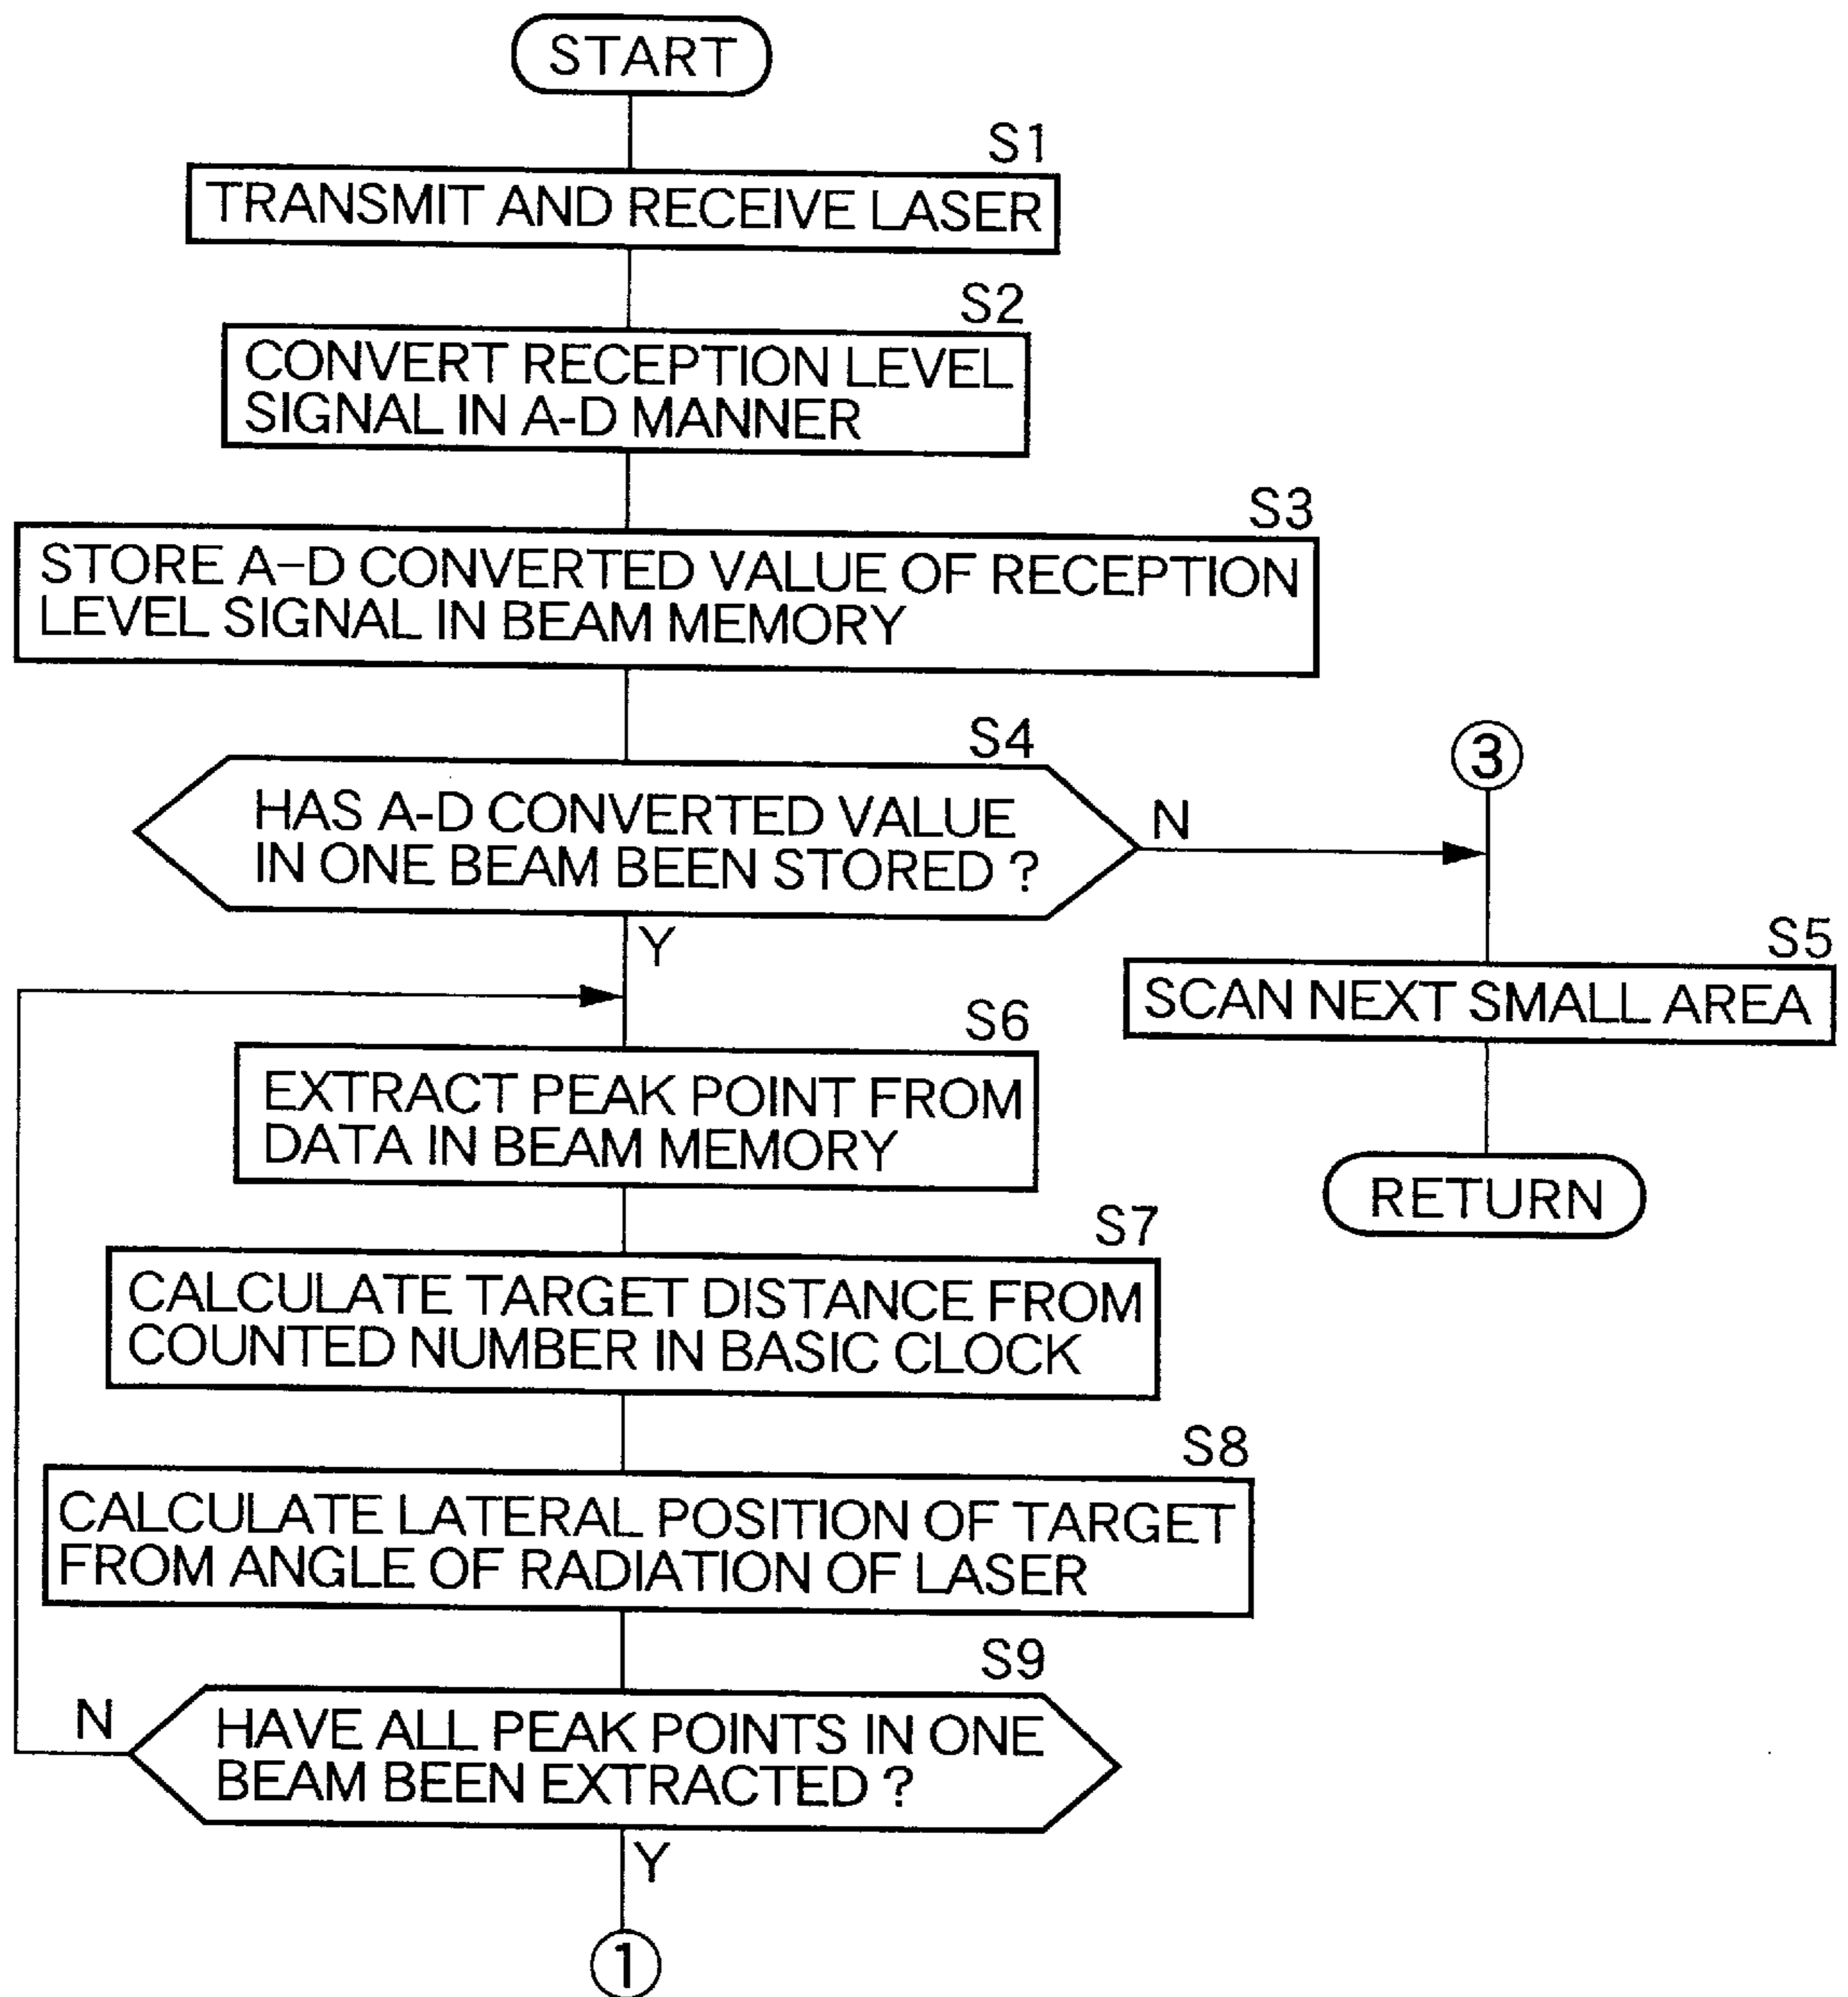 START
S1
TRANSMIT AND RECEIVE LASER
S2
CONVERT RECEPTION LEVEL
SIGNAL IN A-D MANNER
S3
STORE A-D CONVERTED VALUE OF RECEPTION
LEVEL SIGNAL IN BEAM MEMORY
S4
HAS A-D CONVERTED VALUE
IN ONE BEAM BEEN STORED ?
N
3
Y
S5
SCAN NEXT SMALL AREA
RETURN
S6
EXTRACT PEAK POINT FROM
DATA IN BEAM MEMORY
S7
CALCULATE TARGET DISTANCE FROM
COUNTED NUMBER IN BASIC CLOCK
S8
CALCULATE LATERAL POSITION OF TARGET
FROM ANGLE OF RADIATION OF LASER
S9
N
HAVE ALL PEAK POINTS IN ONE
BEAM BEEN EXTRACTED ?
Y
1